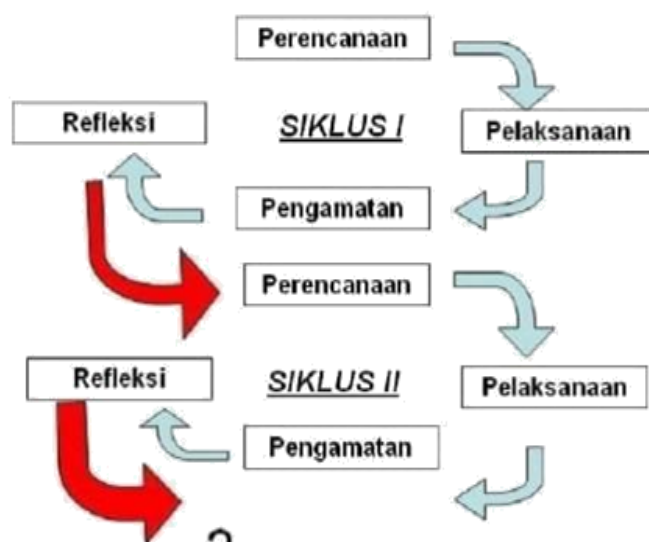 Perencanaan
Refleksi
SIKLUS I
Pelaksanaan
Pengamatan
Perencanaan
Refleksi
SIKLUS II
Pelaksanaan
Pengamatan
?